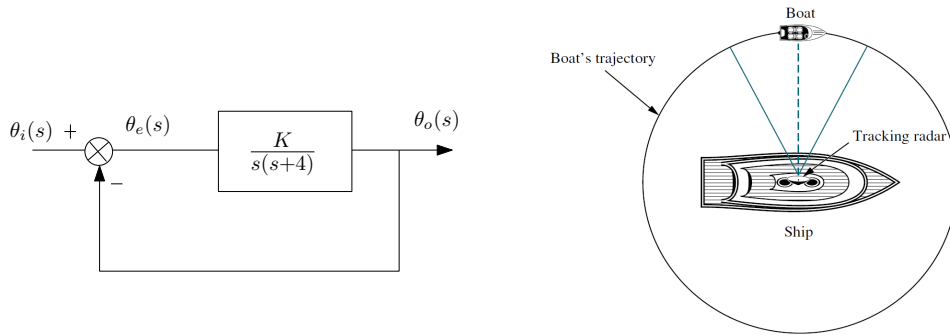 θi(s) +
θe(s)
K
s(s+4)
θo(s)
−
Boat
Boat's trajectory
Tracking radar
Ship